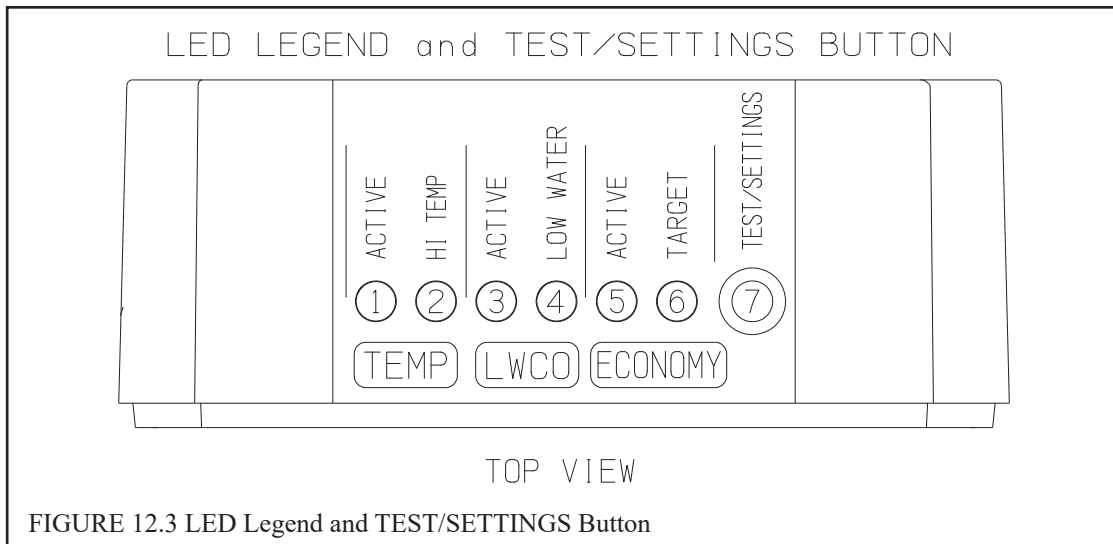 LED LEGEND and TEST/SETTINGS BUTTON
ACTIVE
HI TEMP
ACTIVE
LOW WATER
ACTIVE
TARGET
TEST/SETTINGS
1 2 3 4 5 6 7
TEMP LWCO ECONOMY
TOP VIEW
FIGURE 12.3 LED Legend and TEST/SETTINGS Button